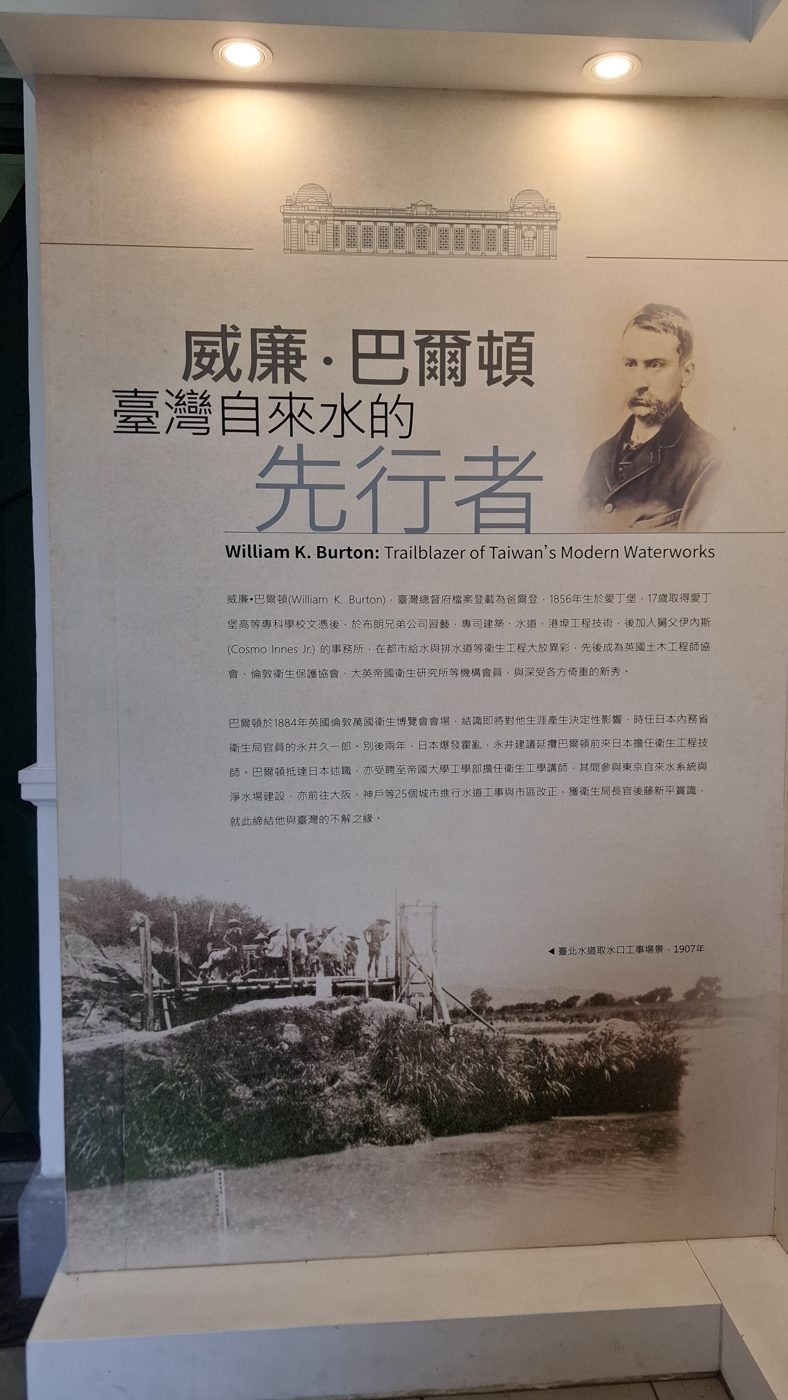 威廉·巴爾頓
臺灣自來水的
先行者
William K. Burton: Trailblazer of Taiwan's Modern Waterworks
威廉•巴爾頓(William K. Burton)，臺灣總督府檔案登載為爸爾登，1856年生於愛丁堡，17歲取得愛丁
堡高等專科學校文憑後，於布朗兄弟公司習藝，專司建築、水道、港埠工程技術，後加入舅父伊內斯
(Cosmo Innes Jr.) 的事務所，在都市給水與排水道等衛生工程大放異彩，先後成為英國土木工程師協
會、倫敦衛生保護協會、大英帝國衛生研究所等機構會員，與深受各方倚重的新秀。
巴爾頓於1884年英國倫敦萬國衛生博覽會會場，結識即將對他生涯產生決定性影響，時任日本內務省
衛生局官員的永井久一郎。別後兩年，日本爆發霍亂，永井建議延攬巴爾頓前來日本擔任衛生工程技
師。巴爾頓抵達日本述職，亦受聘至帝國大學工學部擔任衛生工學講師，其間參與東京自來水系統與
淨水場建設，亦前往大阪、神戶等25個城市進行水道工事與市區改正，獲衛生局長官後藤新平賞識，
就此締結他與臺灣的不解之緣。
◀ 臺北水道取水口工事場景，1907年